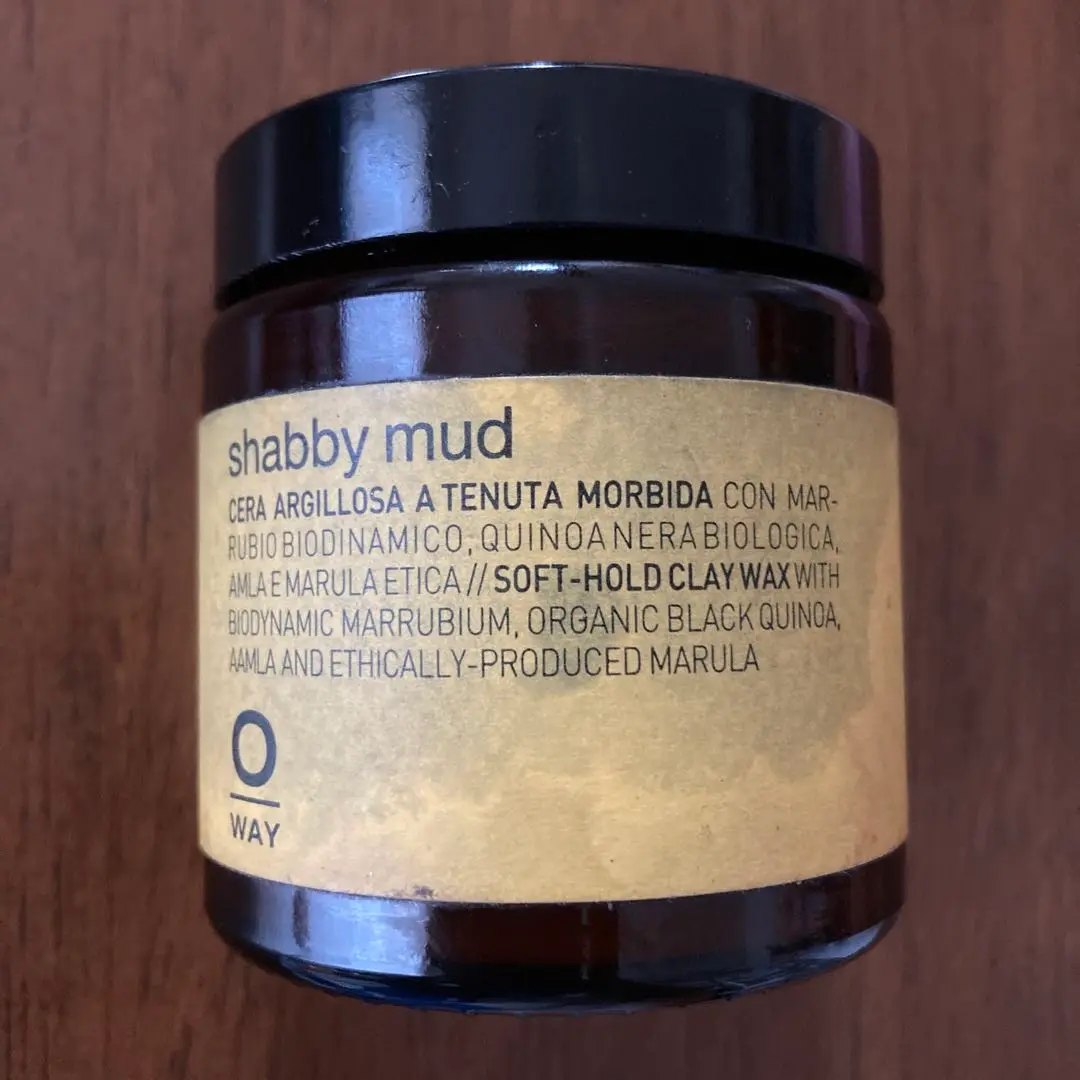 shabby mud
CERA ARGILLOSA A TENUTA MORBIDA CON MAR-
RUBIO BIODINAMICO, QUINOA NERA BIOLOGICA,
AMLA E MARULA ETICA // SOFT-HOLD CLAY WAX WITH
BIODYNAMIC MARRUBIUM, ORGANIC BLACK QUINOA,
AAMLA AND ETHICALLY-PRODUCED MARULA
O
WAY